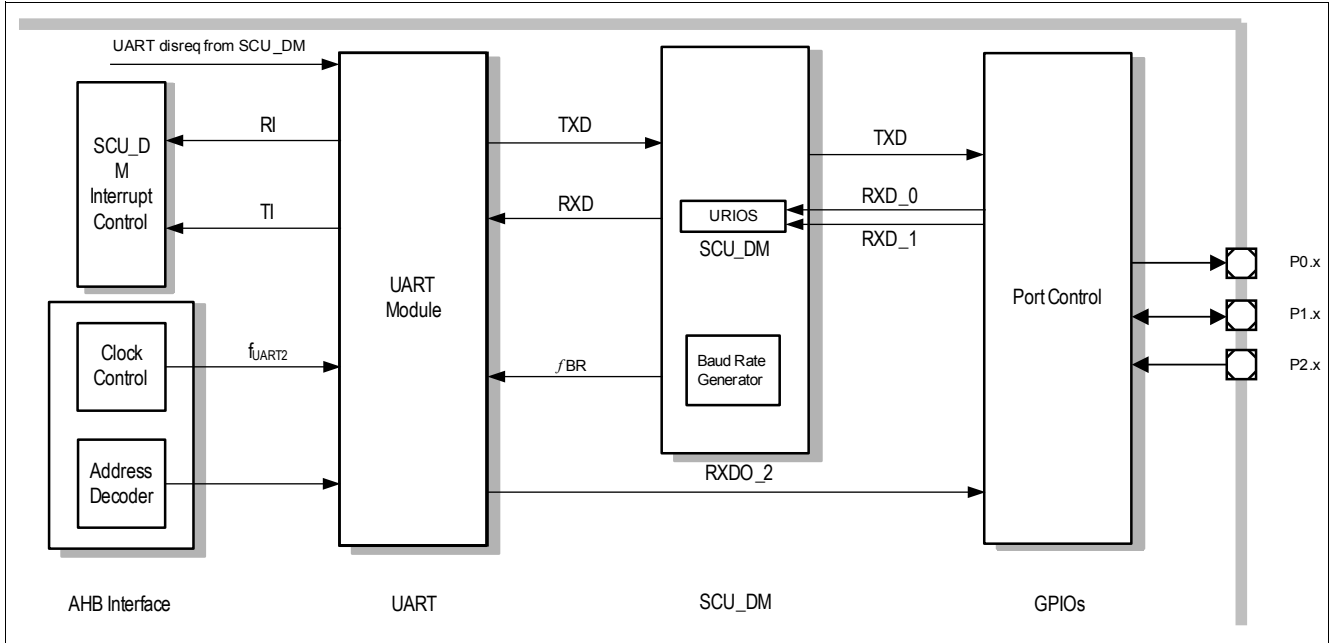 UART disreq from SCU_DM
SCU_D
M
Interrupt
Control
RI
TI
Clock
Control
fUART2
Address
Decoder
UART
Module
TXD
RXD
fBR
RXDO_2
URIOS
SCU_DM
Baud Rate
Generator
TXD
RXD_0
RXD_1
Port Control
P0.x
P1.x
P2.x
AHB Interface
UART
SCU_DM
GPIOs